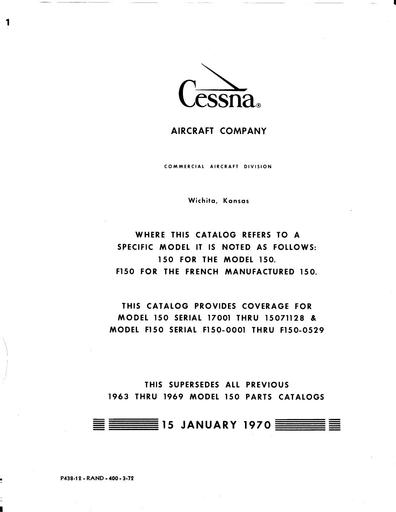 1
Cessna®
AIRCRAFT COMPANY
COMMERCIAL AIRCRAFT DIVISION
Wichita, Kansas
WHERE THIS CATALOG REFERS TO A
SPECIFIC MODEL IT IS NOTED AS FOLLOWS:
150 FOR THE MODEL 150.
F150 FOR THE FRENCH MANUFACTURED 150.
THIS CATALOG PROVIDES COVERAGE FOR
MODEL 150 SERIAL 17001 THRU 15071128 &
MODEL F150 SERIAL F150-0001 THRU F150-0529
THIS SUPERSEDES ALL PREVIOUS
1963 THRU 1969 MODEL 150 PARTS CATALOGS
15 JANUARY 1970
P438-12 - RAND - 400 - 3-72